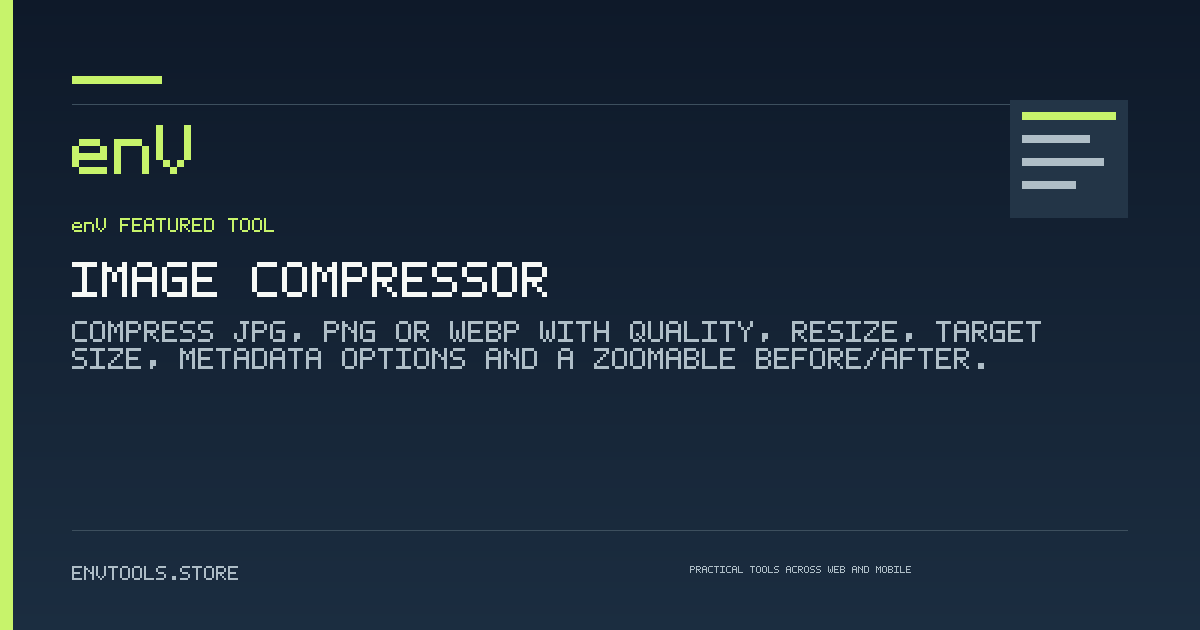 enV
enV FEATURED TOOL
IMAGE COMPRESSOR
COMPRESS JPG, PNG OR WEBP WITH QUALITY, RESIZE, TARGET
SIZE, METADATA OPTIONS AND A ZOOMABLE BEFORE/AFTER.
ENVTOOLS.STORE
PRACTICAL TOOLS ACROSS WEB AND MOBILE